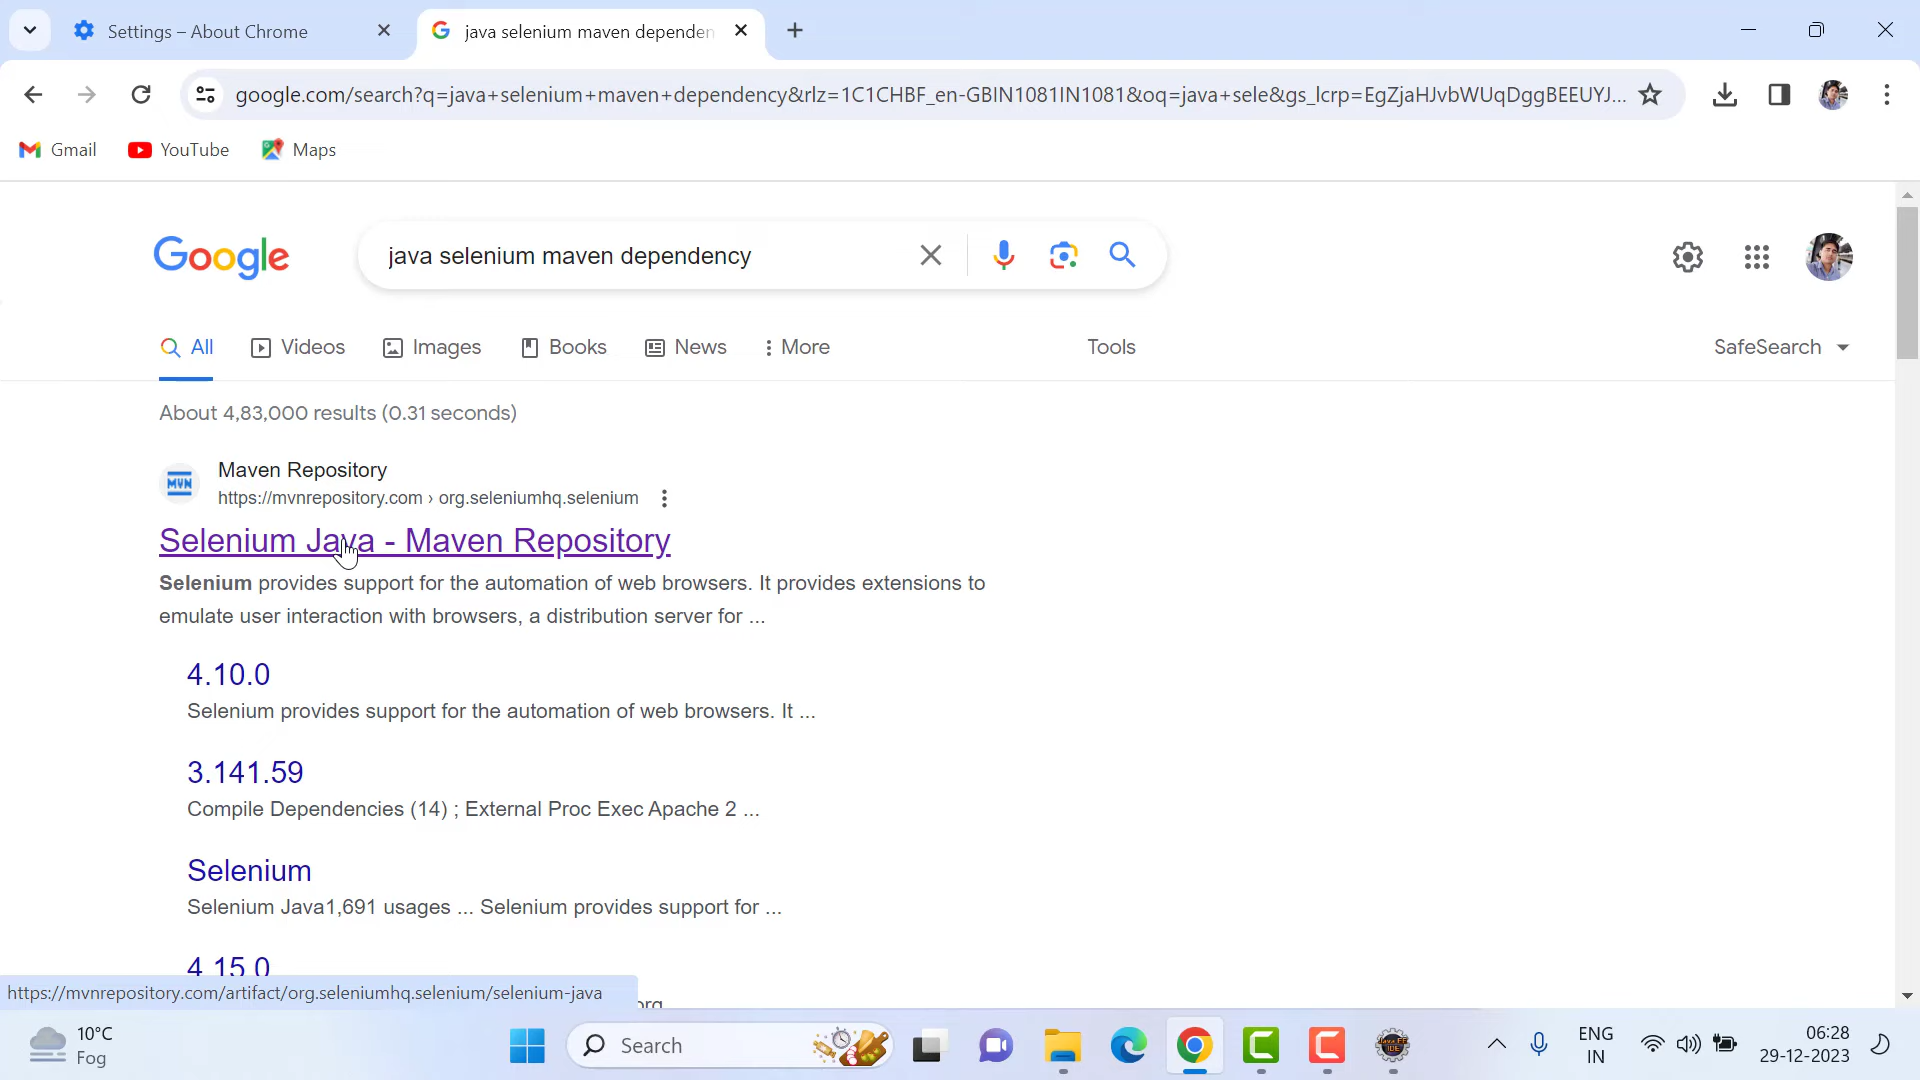 Settings – About Chrome
java selenium maven dependen
google.com/search?q=java+selenium+maven+dependency&rlz=1C1CHBF_en-GBIN1081IN1081&oq=java+sele&gs_lcrp=EgZjaHJvbWUqDggBEEUYJ...
Gmail
YouTube
Maps
Google
java selenium maven dependency
All
Videos
Images
Books
News
More
Tools
SafeSearch
About 4,83,000 results (0.31 seconds)
MVN
Maven Repository
https://mvnrepository.com › org.seleniumhq.selenium
Selenium Java - Maven Repository
Selenium provides support for the automation of web browsers. It provides extensions to
emulate user interaction with browsers, a distribution server for ...
4.10.0
Selenium provides support for the automation of web browsers. It ...
3.141.59
Compile Dependencies (14) ; External Proc Exec Apache 2 ...
Selenium
Selenium Java1,691 usages ... Selenium provides support for ...
4.15.0
https://mvnrepository.com/artifact/org.seleniumhq.selenium/selenium-java
10°C
Fog
Search
ENG
IN
06:28
29-12-2023